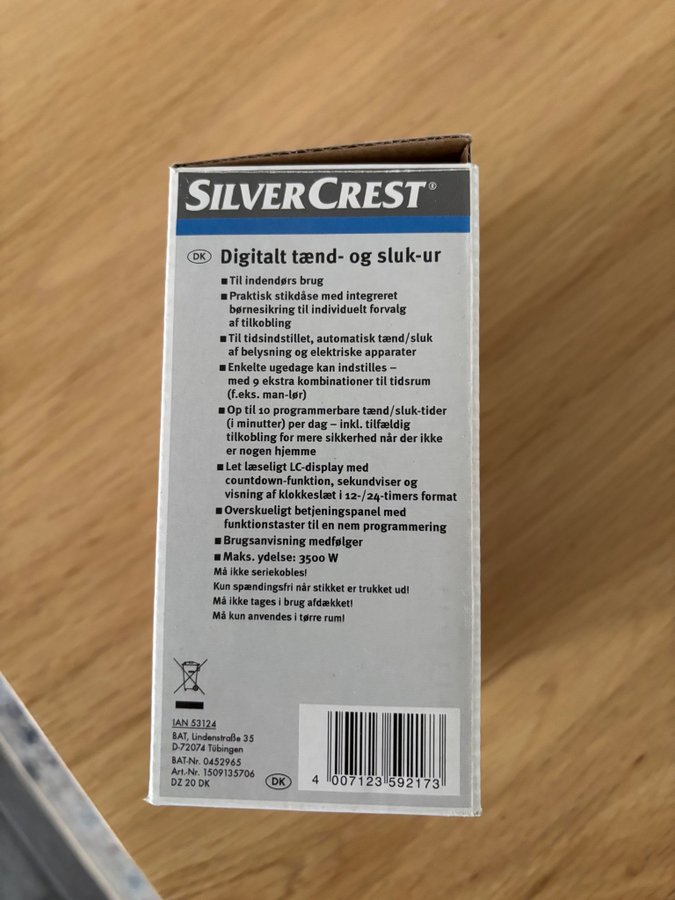 SILVERCREST®
DK Digitalt tænd- og sluk-ur
■ Til indendørs brug
■ Praktisk stikdåse med integreret
børnesikring til individuelt forvalg
af tilkobling
■ Til tidsindstillet, automatisk tænd/sluk
af belysning og elektriske apparater
■ Enkelte ugedage kan indstilles –
med 9 ekstra kombinationer til tidsrum
(f.eks. man-lør)
■ Op til 10 programmerbare tænd/sluk-tider
(i minutter) per dag – inkl. tilfældig
tilkobling for mere sikkerhed når der ikke
er nogen hjemme
■ Let læseligt LC-display med
countdown-funktion, sekundviser og
visning af klokkeslæt i 12-/24-timers format
■ Overskueligt betjeningspanel med
funktionstaster til en nem programmering
■ Brugsanvisning medfølger
■ Maks. ydelse: 3500 W
Må ikke seriekobles!
Kun spændingsfri når stikket er trukket ud!
Må ikke tages i brug afdækket!
Må kun anvendes i tørre rum!
IAN 53124
BAT, Lindenstraße 35
D-72074 Tübingen
BAT-Nr. 0452965
Art.-Nr. 1509135706
DZ 20 DK
DK
4 007123 592173